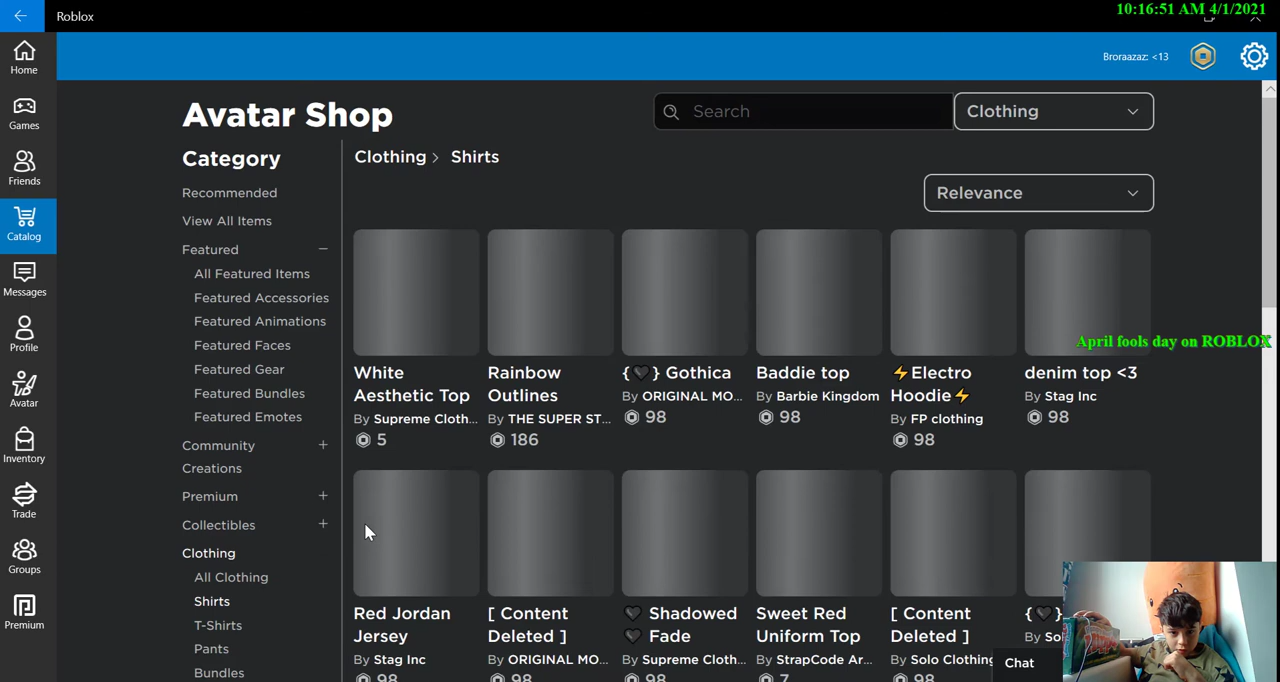 10:16:51 AM 4/1/2021
Roblox
Broraazaz: <13
Home
Games
Friends
Catalog
Messages
Profile
Avatar
Inventory
Trade
Groups
Premium
Avatar Shop
Search
Clothing
Category
Recommended
View All Items
Featured
All Featured Items
Featured Accessories
Featured Animations
Featured Faces
Featured Gear
Featured Bundles
Featured Emotes
Community
Creations
Premium
Collectibles
Clothing
All Clothing
Shirts
T-Shirts
Pants
Bundles
Clothing > Shirts
Relevance
April fools day on ROBLOX
White
Aesthetic Top
By Supreme Cloth...
5
Rainbow
Outlines
By THE SUPER ST...
186
{🖤} Gothica
By ORIGINAL MO...
98
Baddie top
By Barbie Kingdom
98
⚡Electro
Hoodie⚡
By FP clothing
98
denim top <3
By Stag Inc
98
Red Jordan
Jersey
By Stag Inc
98
[ Content
Deleted ]
By ORIGINAL MO...
98
🖤 Shadowed
🖤 Fade
By Supreme Cloth...
98
Sweet Red
Uniform Top
By StrapCode Ar...
7
[ Content
Deleted ]
By Solo Clothing
98
{🖤}
By
Chat